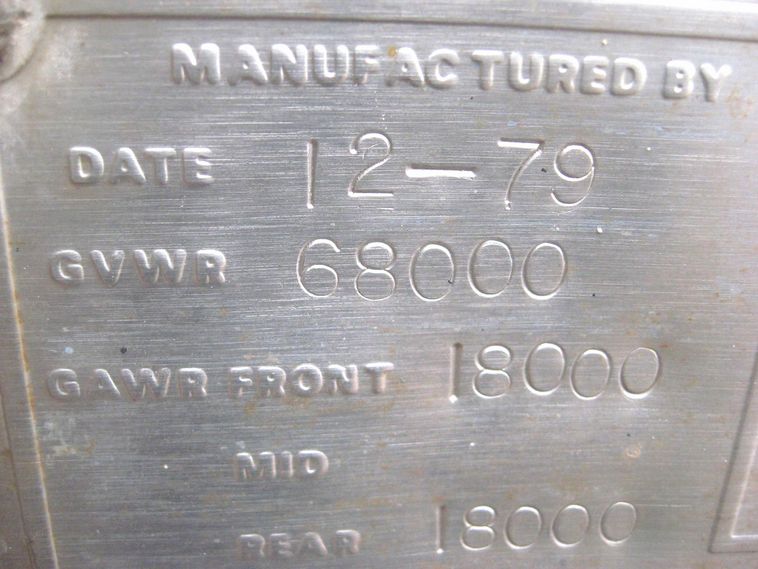 MANUFACTURED BY
DATE 12-79
GVWR 68000
GAWR FRONT 18000
MID
REAR 18000